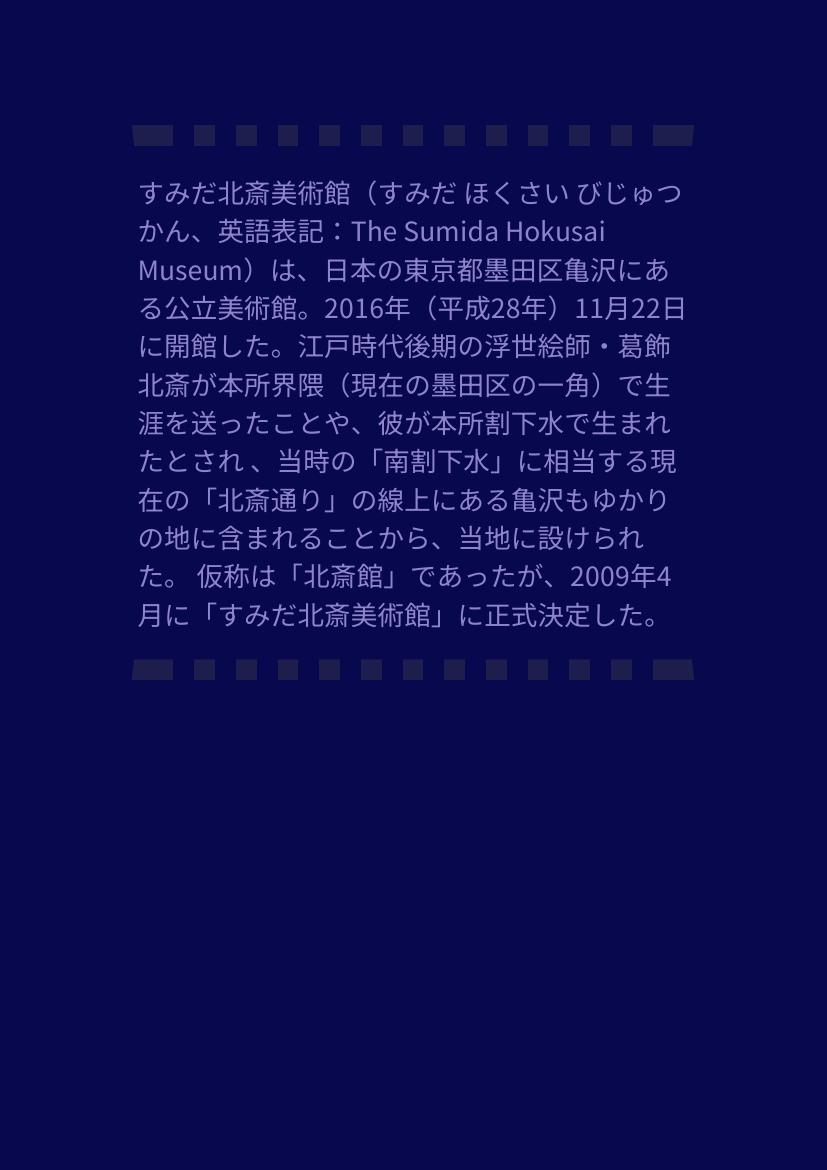 すみだ北斎美術館（すみだ ほくさい びじゅつ
かん、英語表記：The Sumida Hokusai
Museum）は、日本の東京都墨田区亀沢にあ
る公立美術館。2016年（平成28年）11月22日
に開館した。江戸時代後期の浮世絵師・葛飾
北斎が本所界隈（現在の墨田区の一角）で生
涯を送ったことや、彼が本所割下水で生まれ
たとされ 、当時の「南割下水」に相当する現
在の「北斎通り」の線上にある亀沢もゆかり
の地に含まれることから、当地に設けられ
た。 仮称は「北斎館」であったが、2009年4
月に「すみだ北斎美術館」に正式決定した。